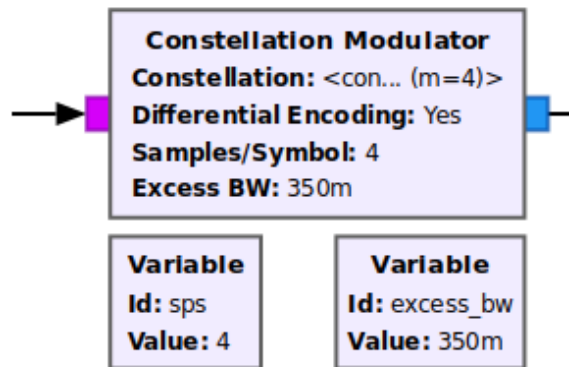 Constellation Modulator
Constellation: <con... (m=4)>
Differential Encoding: Yes
Samples/Symbol: 4
Excess BW: 350m
Variable
Id: sps
Value: 4
Variable
Id: excess_bw
Value: 350m